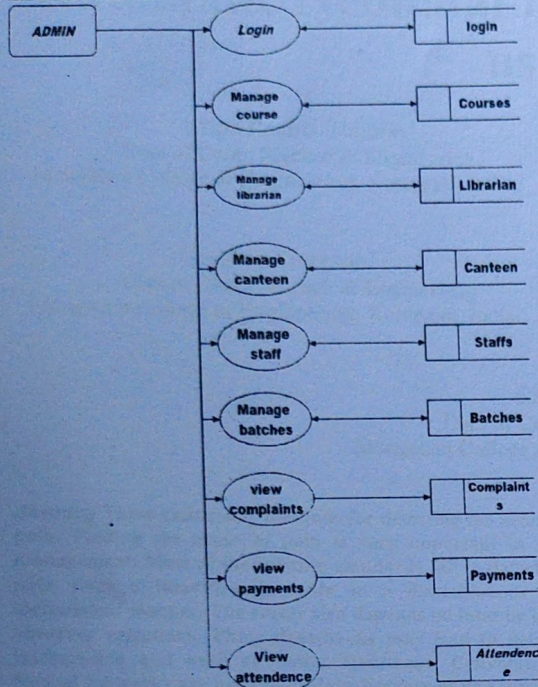 ADMIN
Login
login
Manage
course
Courses
Manage
librarian
Librarian
Manage
canteen
Canteen
Manage
staff
Staffs
Manage
batches
Batches
view
complaints
Complaint
s
view
payments
Payments
View
attendence
Attendenc
e